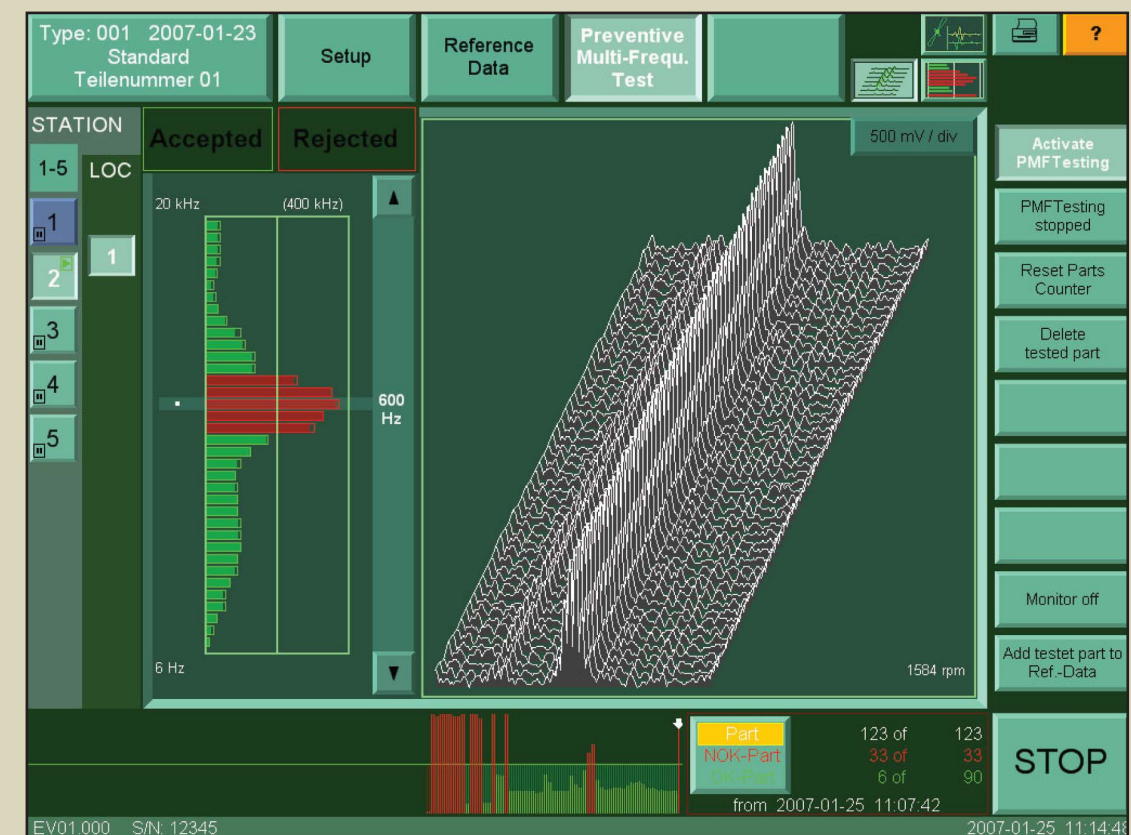 Type: 001 2007-01-23
Standard
Teilenummer 01
Setup
Reference
Data
Preventive
Multi-Frequ.
Test
?
STATION
1-5
LOC
1
2
3
4
5
1
Accepted
Rejected
20 kHz
(400 kHz)
600
Hz
6 Hz
500 mV / div
1584 rpm
Activate
PMFTesting
PMFTesting
stopped
Reset Parts
Counter
Delete
tested part
Monitor off
Add testet part to
Ref.-Data
STOP
Part 123 of 123
NOK-Part 33 of 33
OK-Part 6 of 90
from 2007-01-25 11:07:42
EV01.000 S/N: 12345
2007-01-25 11:14:48